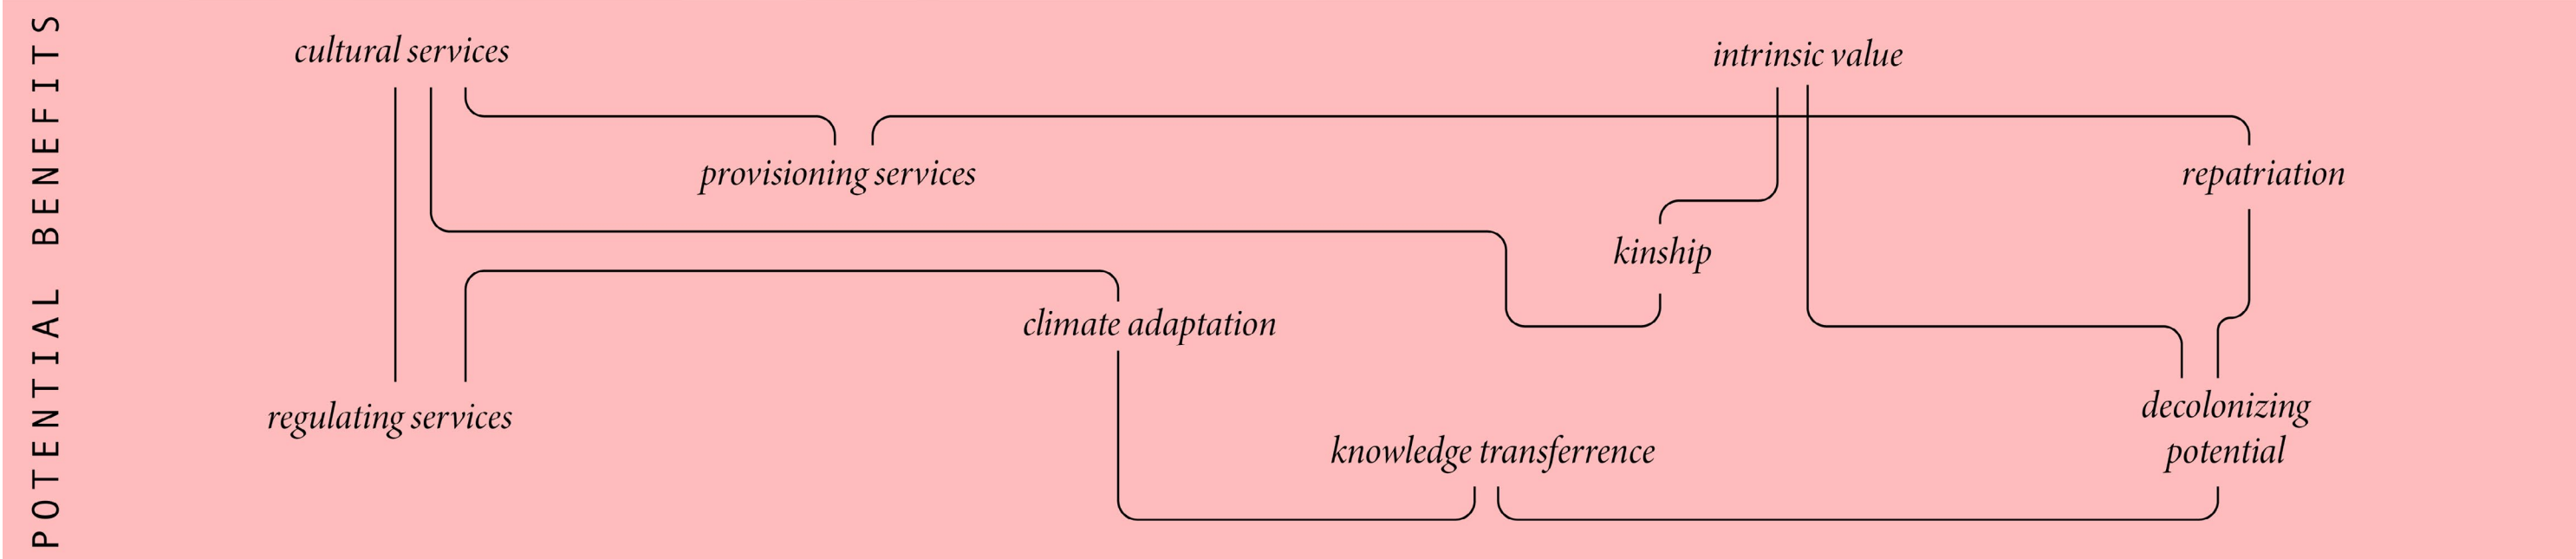 POTENTIAL BENEFITS
cultural services
intrinsic value
provisioning services
repatriation
kinship
climate adaptation
regulating services
decolonizing
potential
knowledge transferrence